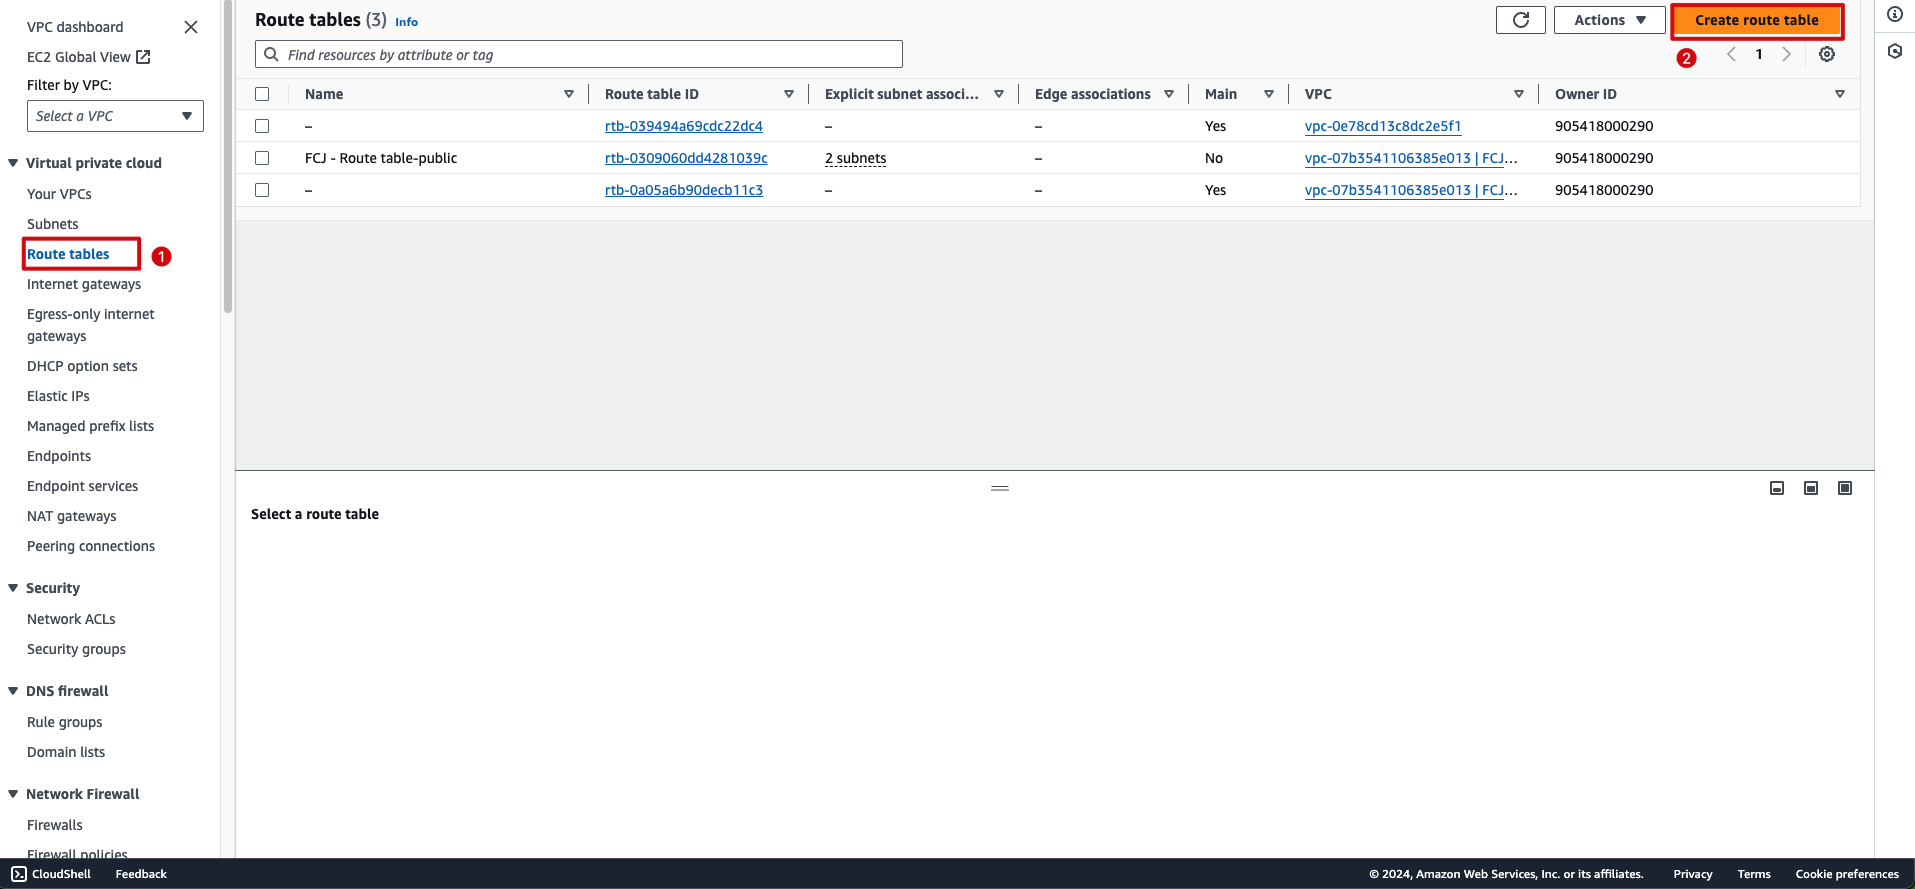 VPC dashboard
EC2 Global View
Filter by VPC:
Select a VPC
Virtual private cloud
Your VPCs
Subnets
Route tables
1
Internet gateways
Egress-only internet
gateways
DHCP option sets
Elastic IPs
Managed prefix lists
Endpoints
Endpoint services
NAT gateways
Peering connections
Security
Network ACLs
Security groups
DNS firewall
Rule groups
Domain lists
Network Firewall
Firewalls
Firewall policies
Route tables (3) Info
Actions
Create route table
Find resources by attribute or tag
2
1
Name Route table ID Explicit subnet associ... Edge associations Main VPC Owner ID
– rtb-039494a69cdc22dc4 – – Yes vpc-0e78cd13c8dc2e5f1 905418000290
FCJ - Route table-public rtb-0309060dd4281039c 2 subnets – No vpc-07b3541106385e013 | FCJ... 905418000290
– rtb-0a05a6b90decb11c3 – – Yes vpc-07b3541106385e013 | FCJ... 905418000290
Select a route table
CloudShell Feedback © 2024, Amazon Web Services, Inc. or its affiliates. Privacy Terms Cookie preferences